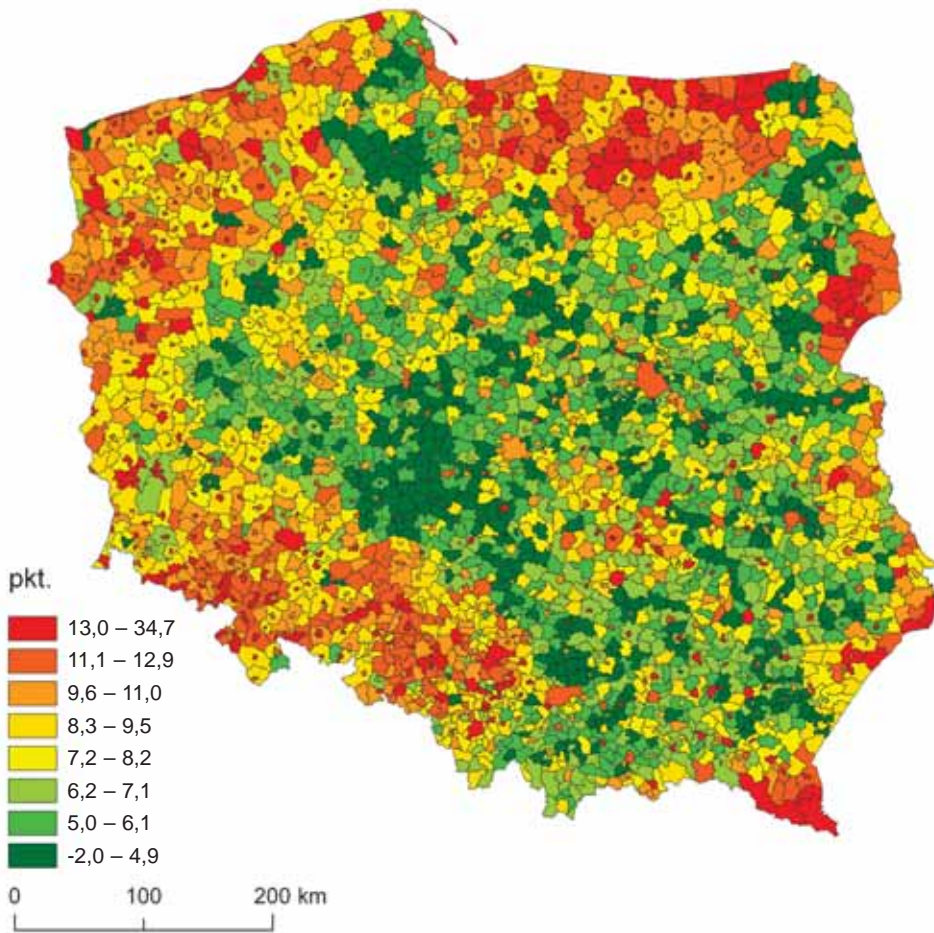 pkt.
13,0 – 34,7
11,1 – 12,9
9,6 – 11,0
8,3 – 9,5
7,2 – 8,2
6,2 – 7,1
5,0 – 6,1
-2,0 – 4,9
0 100 200 km